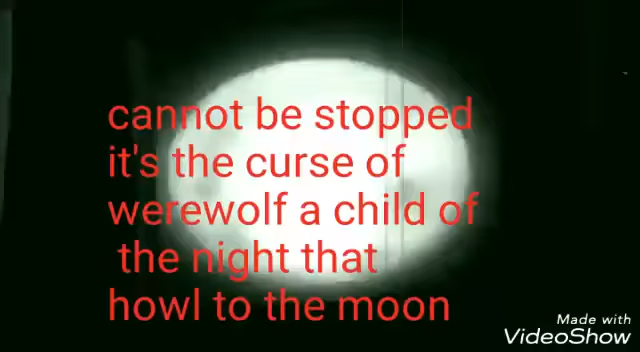 cannot be stopped
it's the curse of
werewolf a child of
the night that
howl to the moon
Made with
VideoShow